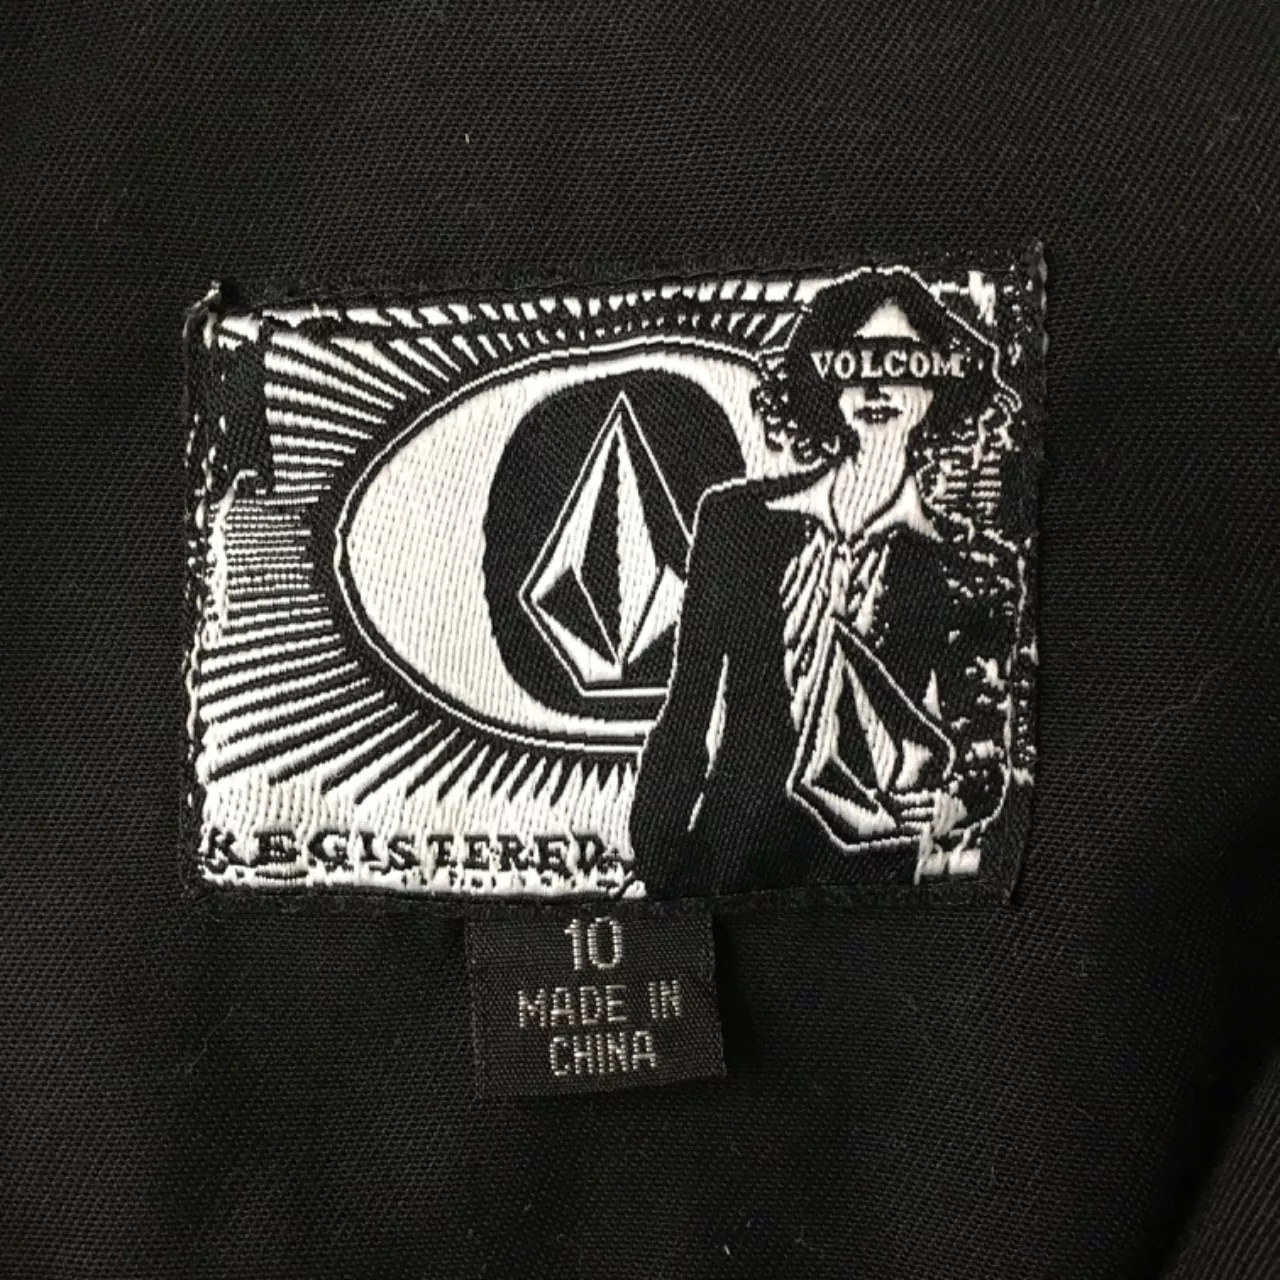 VOLCOM
REGISTERED
10
MADE IN
CHINA